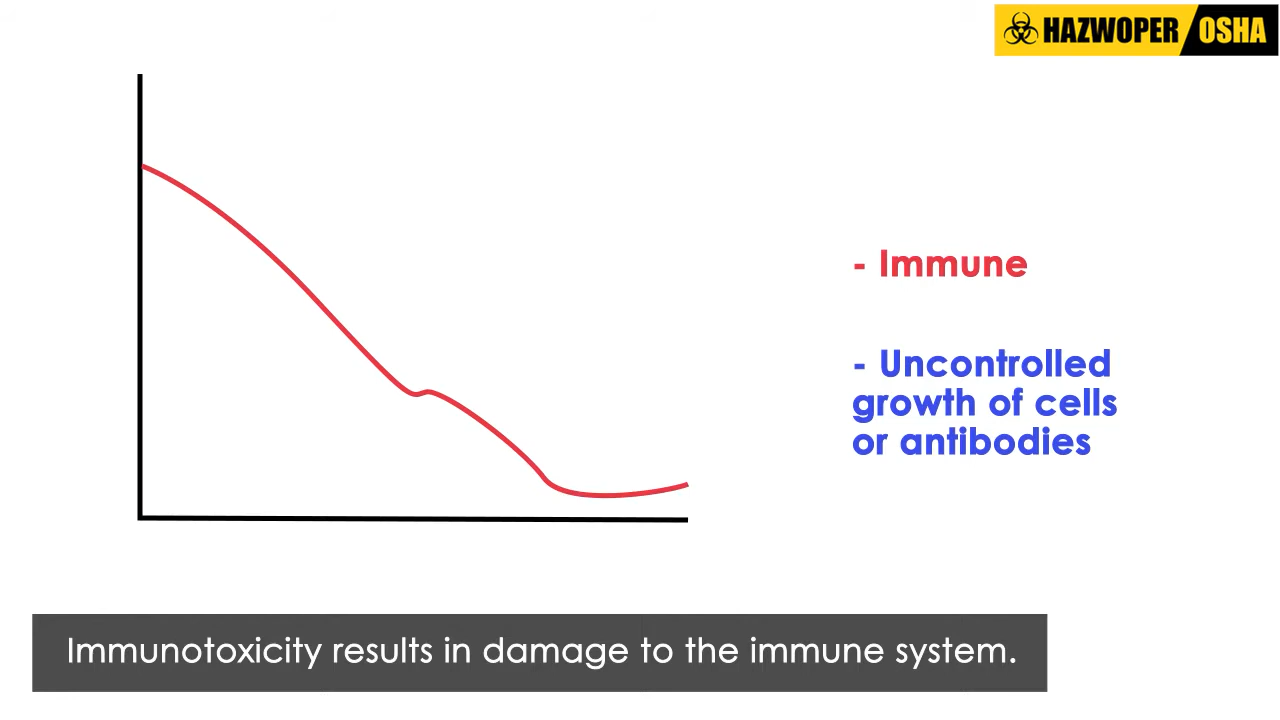 HAZWOPER OSHA
- Immune
- Uncontrolled
growth of cells
or antibodies
Immunotoxicity results in damage to the immune system.